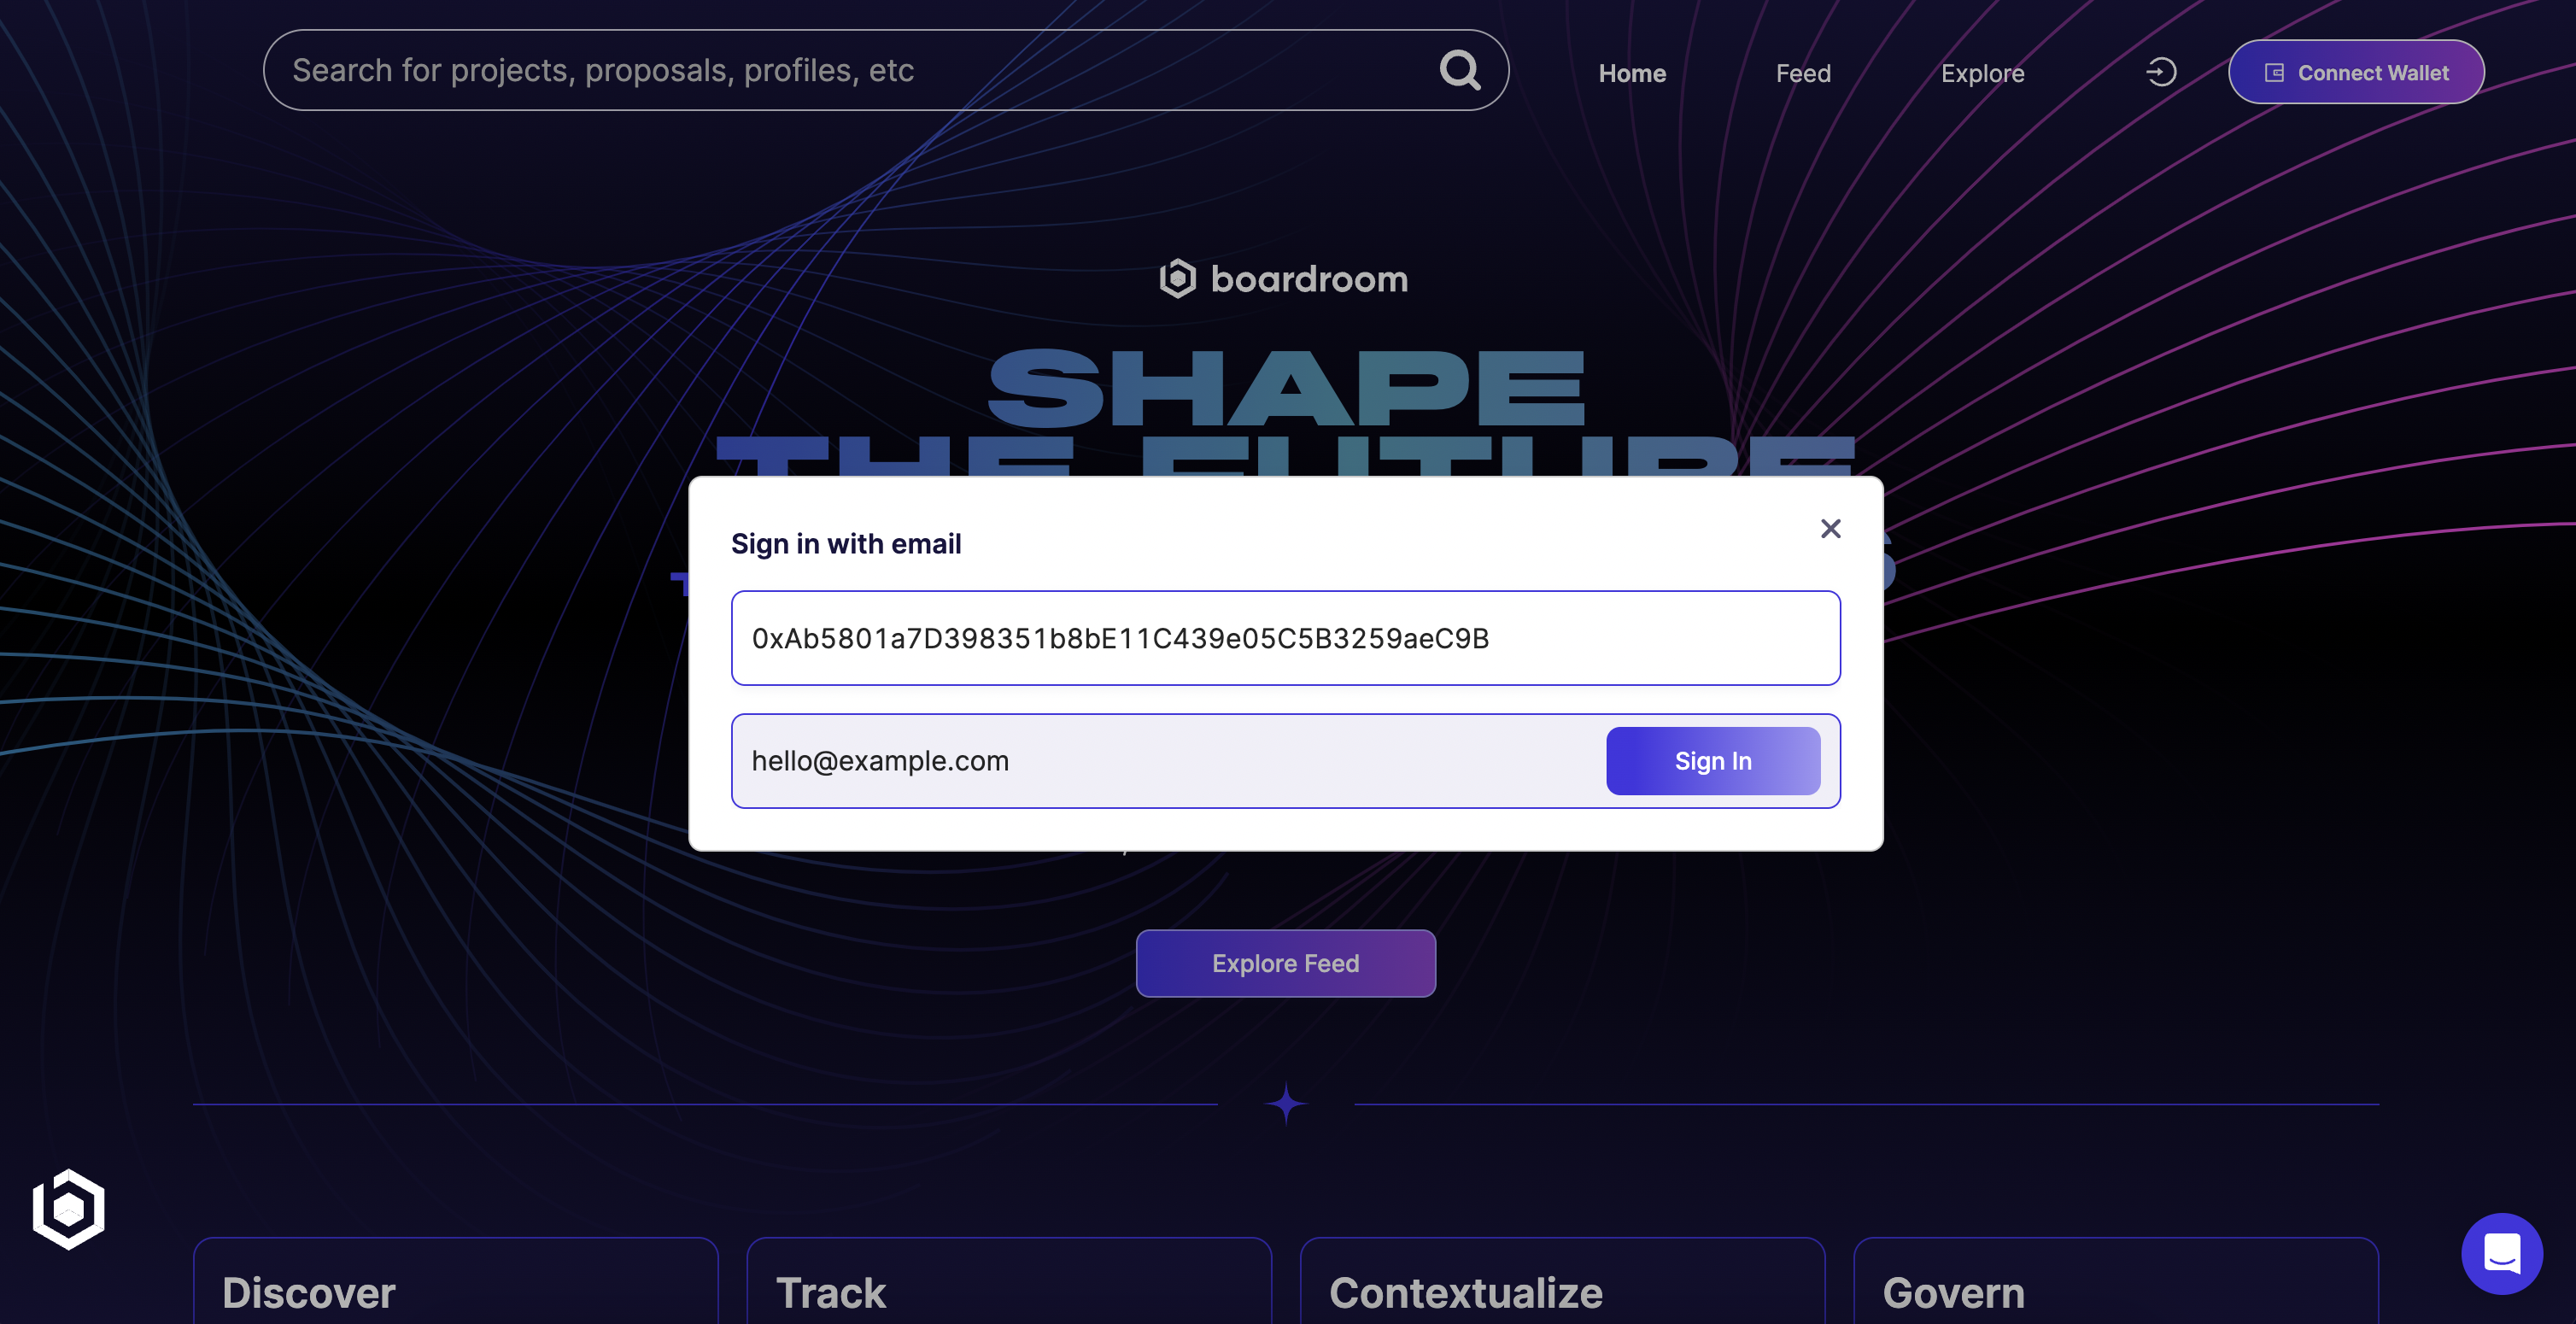 Search for projects, proposals, profiles, etc
Home
Feed
Explore
Connect Wallet
boardroom
SHAPE
THE FUTURE
Sign in with email
0xAb5801a7D398351b8bE11C439e05C5B3259aeC9B
hello@example.com
Sign In
Explore Feed
Discover
Track
Contextualize
Govern